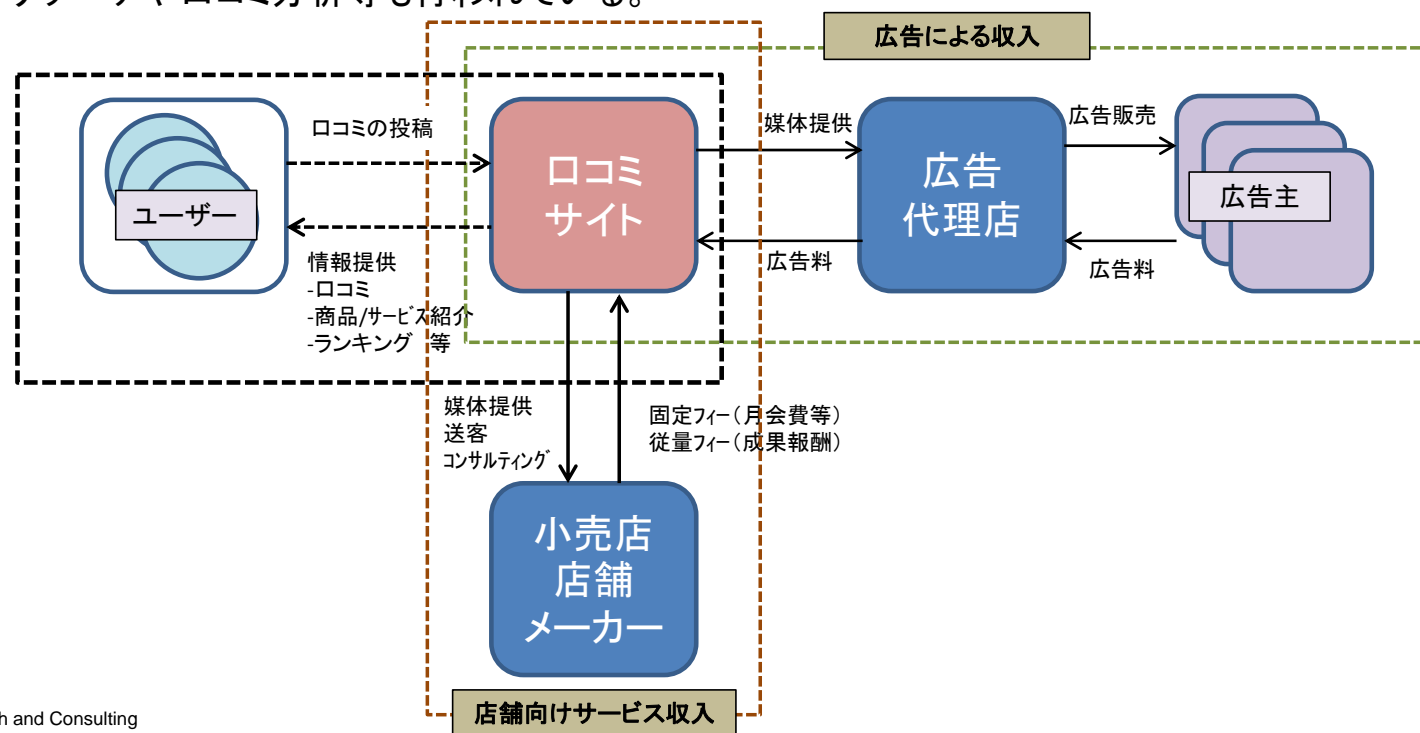 広告による収入
口コミの投稿
媒体提供
広告販売
ユーザー
口コミ
サイト
広告
代理店
広告主
情報提供
-口コミ
-商品/ｻｰﾋﾞｽ紹介
-ランキング　等
広告料
広告料
媒体提供
送客
ｺﾝｻﾙﾃｨﾝｸﾞ
固定ﾌｨｰ（月会費等）
従量ﾌｨｰ（成果報酬）
小売店
店舗
メーカー
店舗向けサービス収入
and Consulting